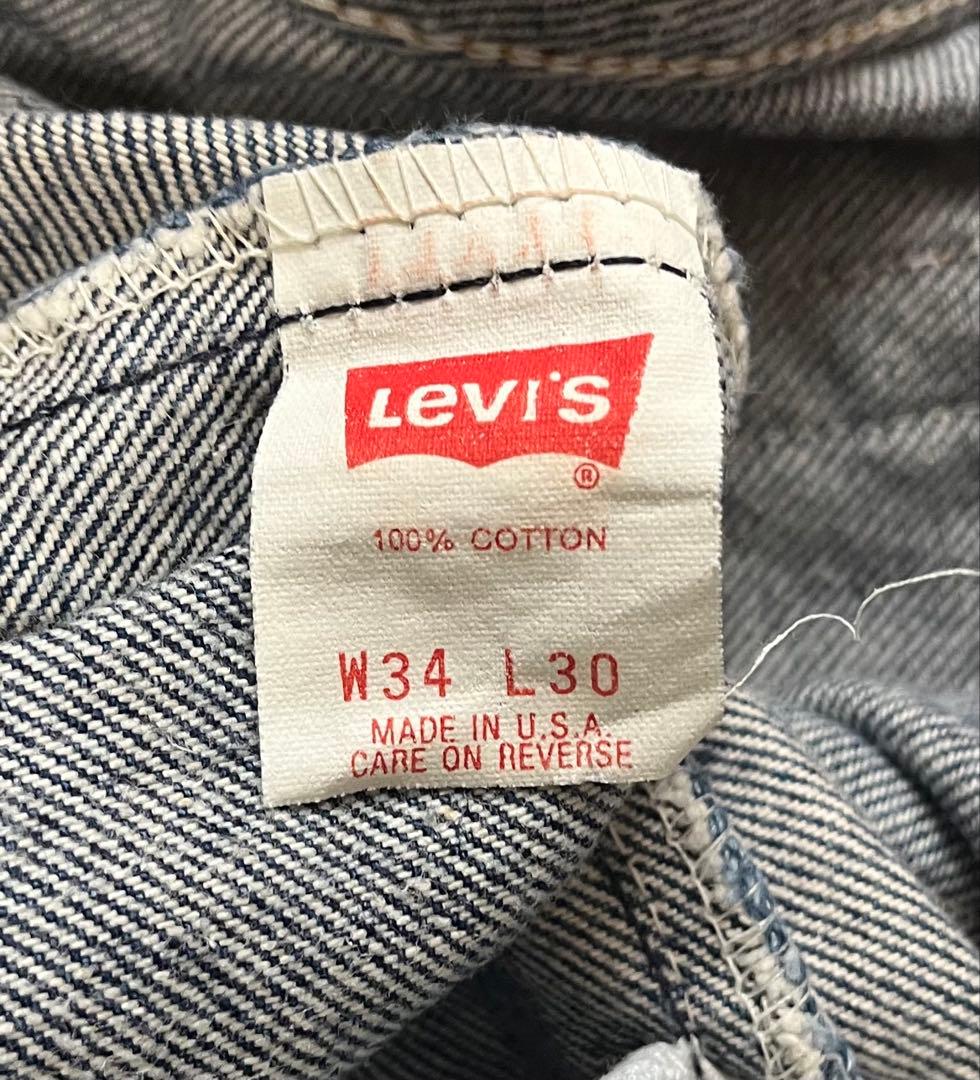 Levi's
®
100% COTTON
W34 L30
MADE IN U.S.A.
CARE ON REVERSE